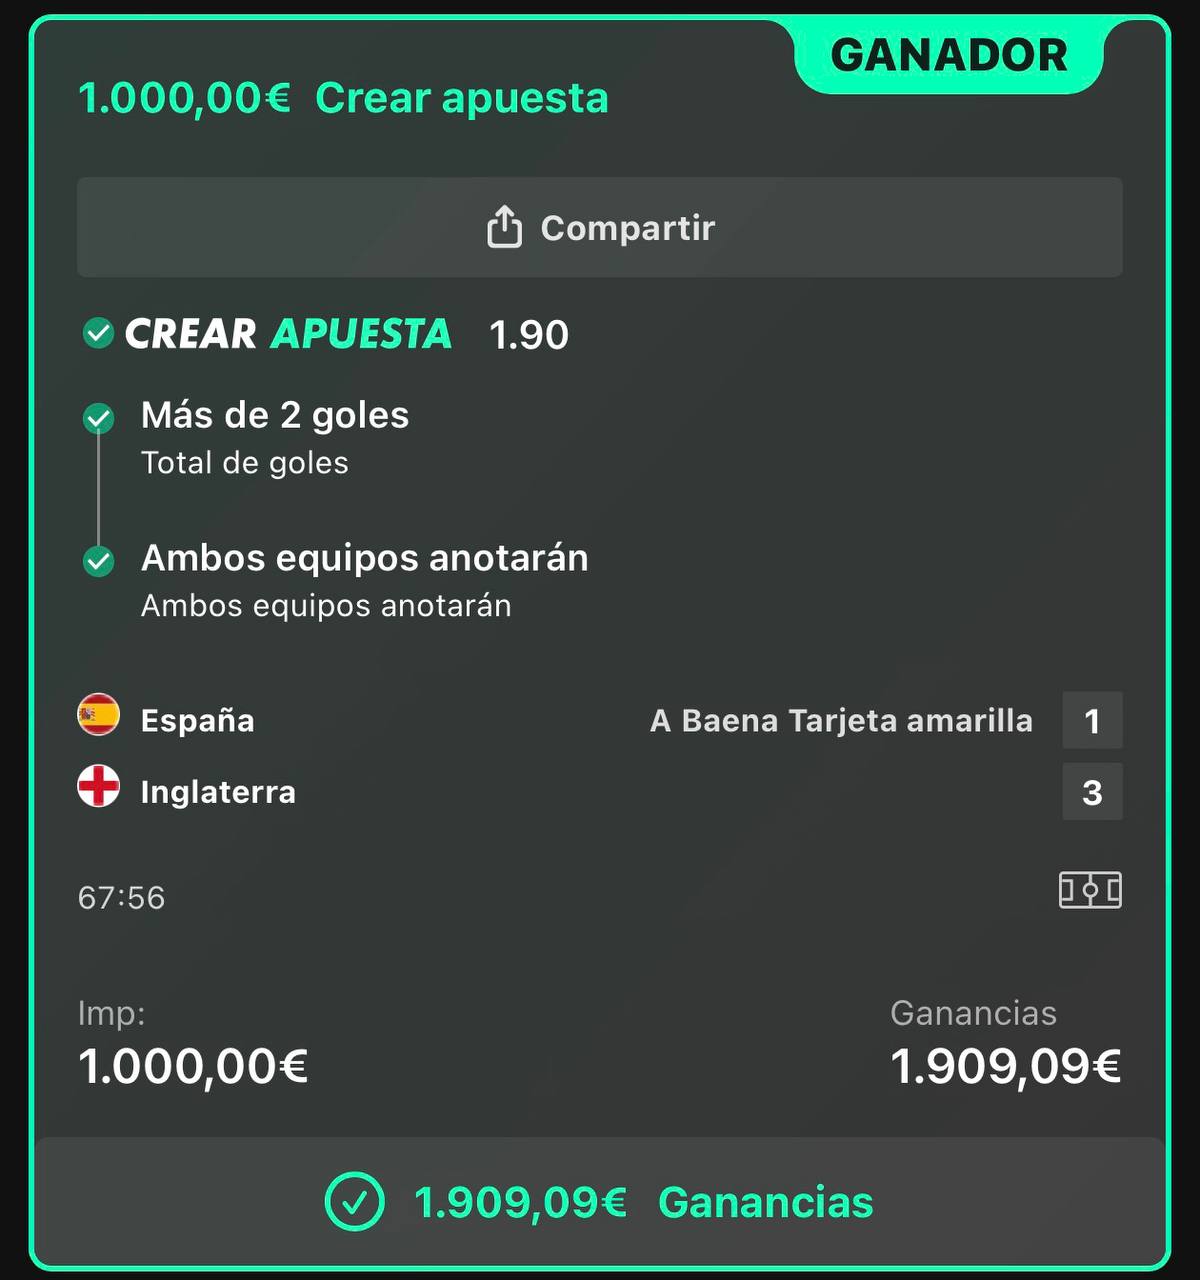 GANADOR
1.000,00€ Crear apuesta
Compartir
CREAR APUESTA 1.90
Más de 2 goles
Total de goles
Ambos equipos anotarán
Ambos equipos anotarán
España A Baena Tarjeta amarilla 1
Inglaterra 3
67:56
Imp: Ganancias
1.000,00€ 1.909,09€
1.909,09€ Ganancias